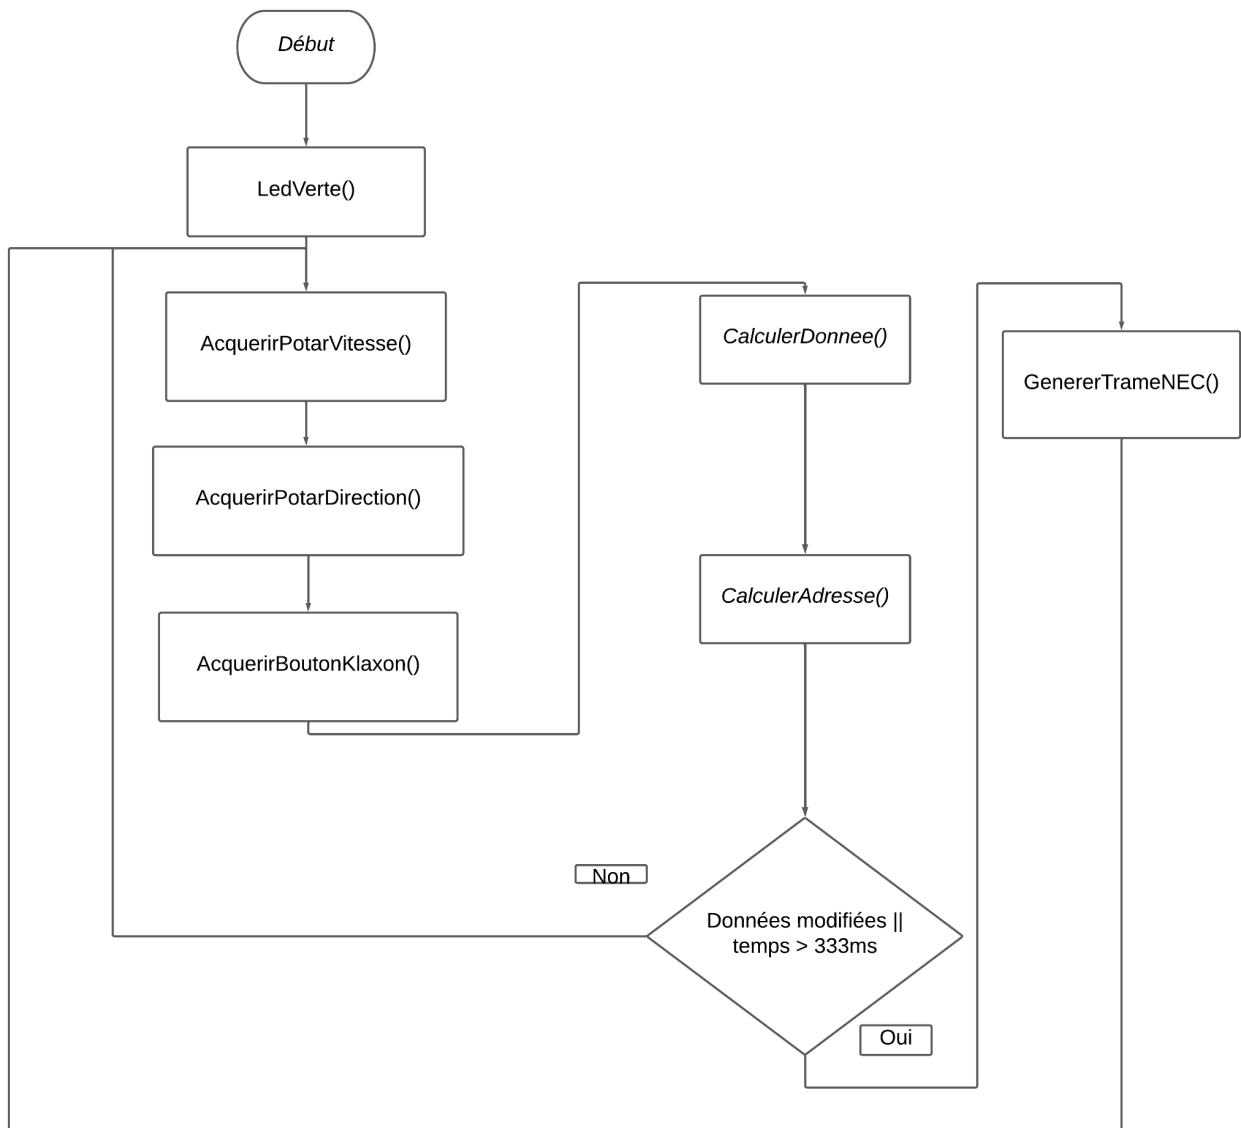 Début
LedVerte()
AcquerirPotarVitesse()
AcquerirPotarDirection()
AcquerirBoutonKlaxon()
CalculerDonnee()
CalculerAdresse()
Non
Données modifiées ||
temps > 333ms
Oui
GenererTrameNEC()